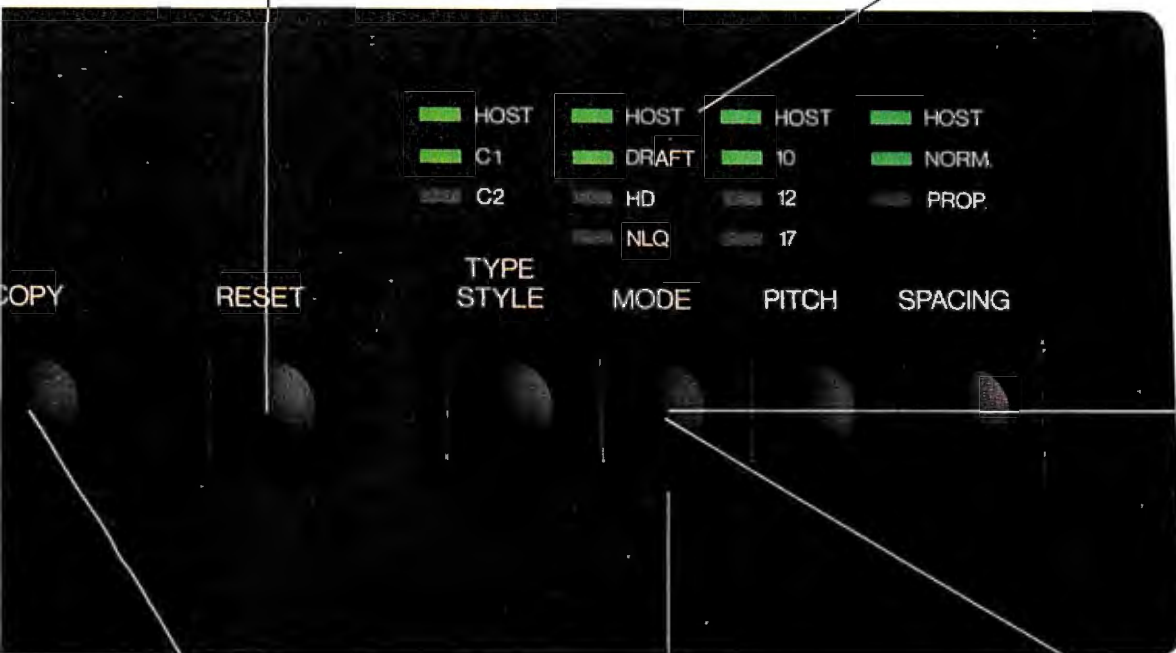 HOST HOST HOST HOST
C1 DRAFT 10 NORM.
C2 HD 12 PROP.
NLQ 17
TYPE
STYLE
COPY RESET MODE PITCH SPACING